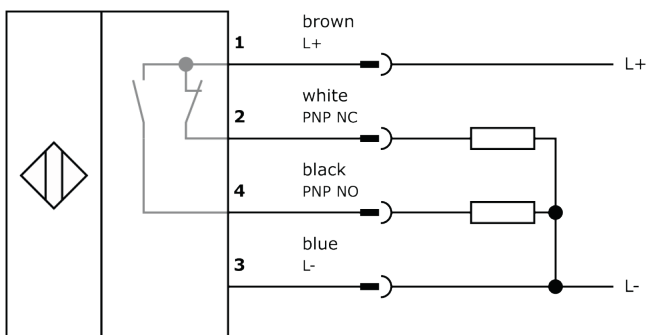 brown
1 L+ L+
white
2 PNP NC
black
4 PNP NO
blue
3 L- L-